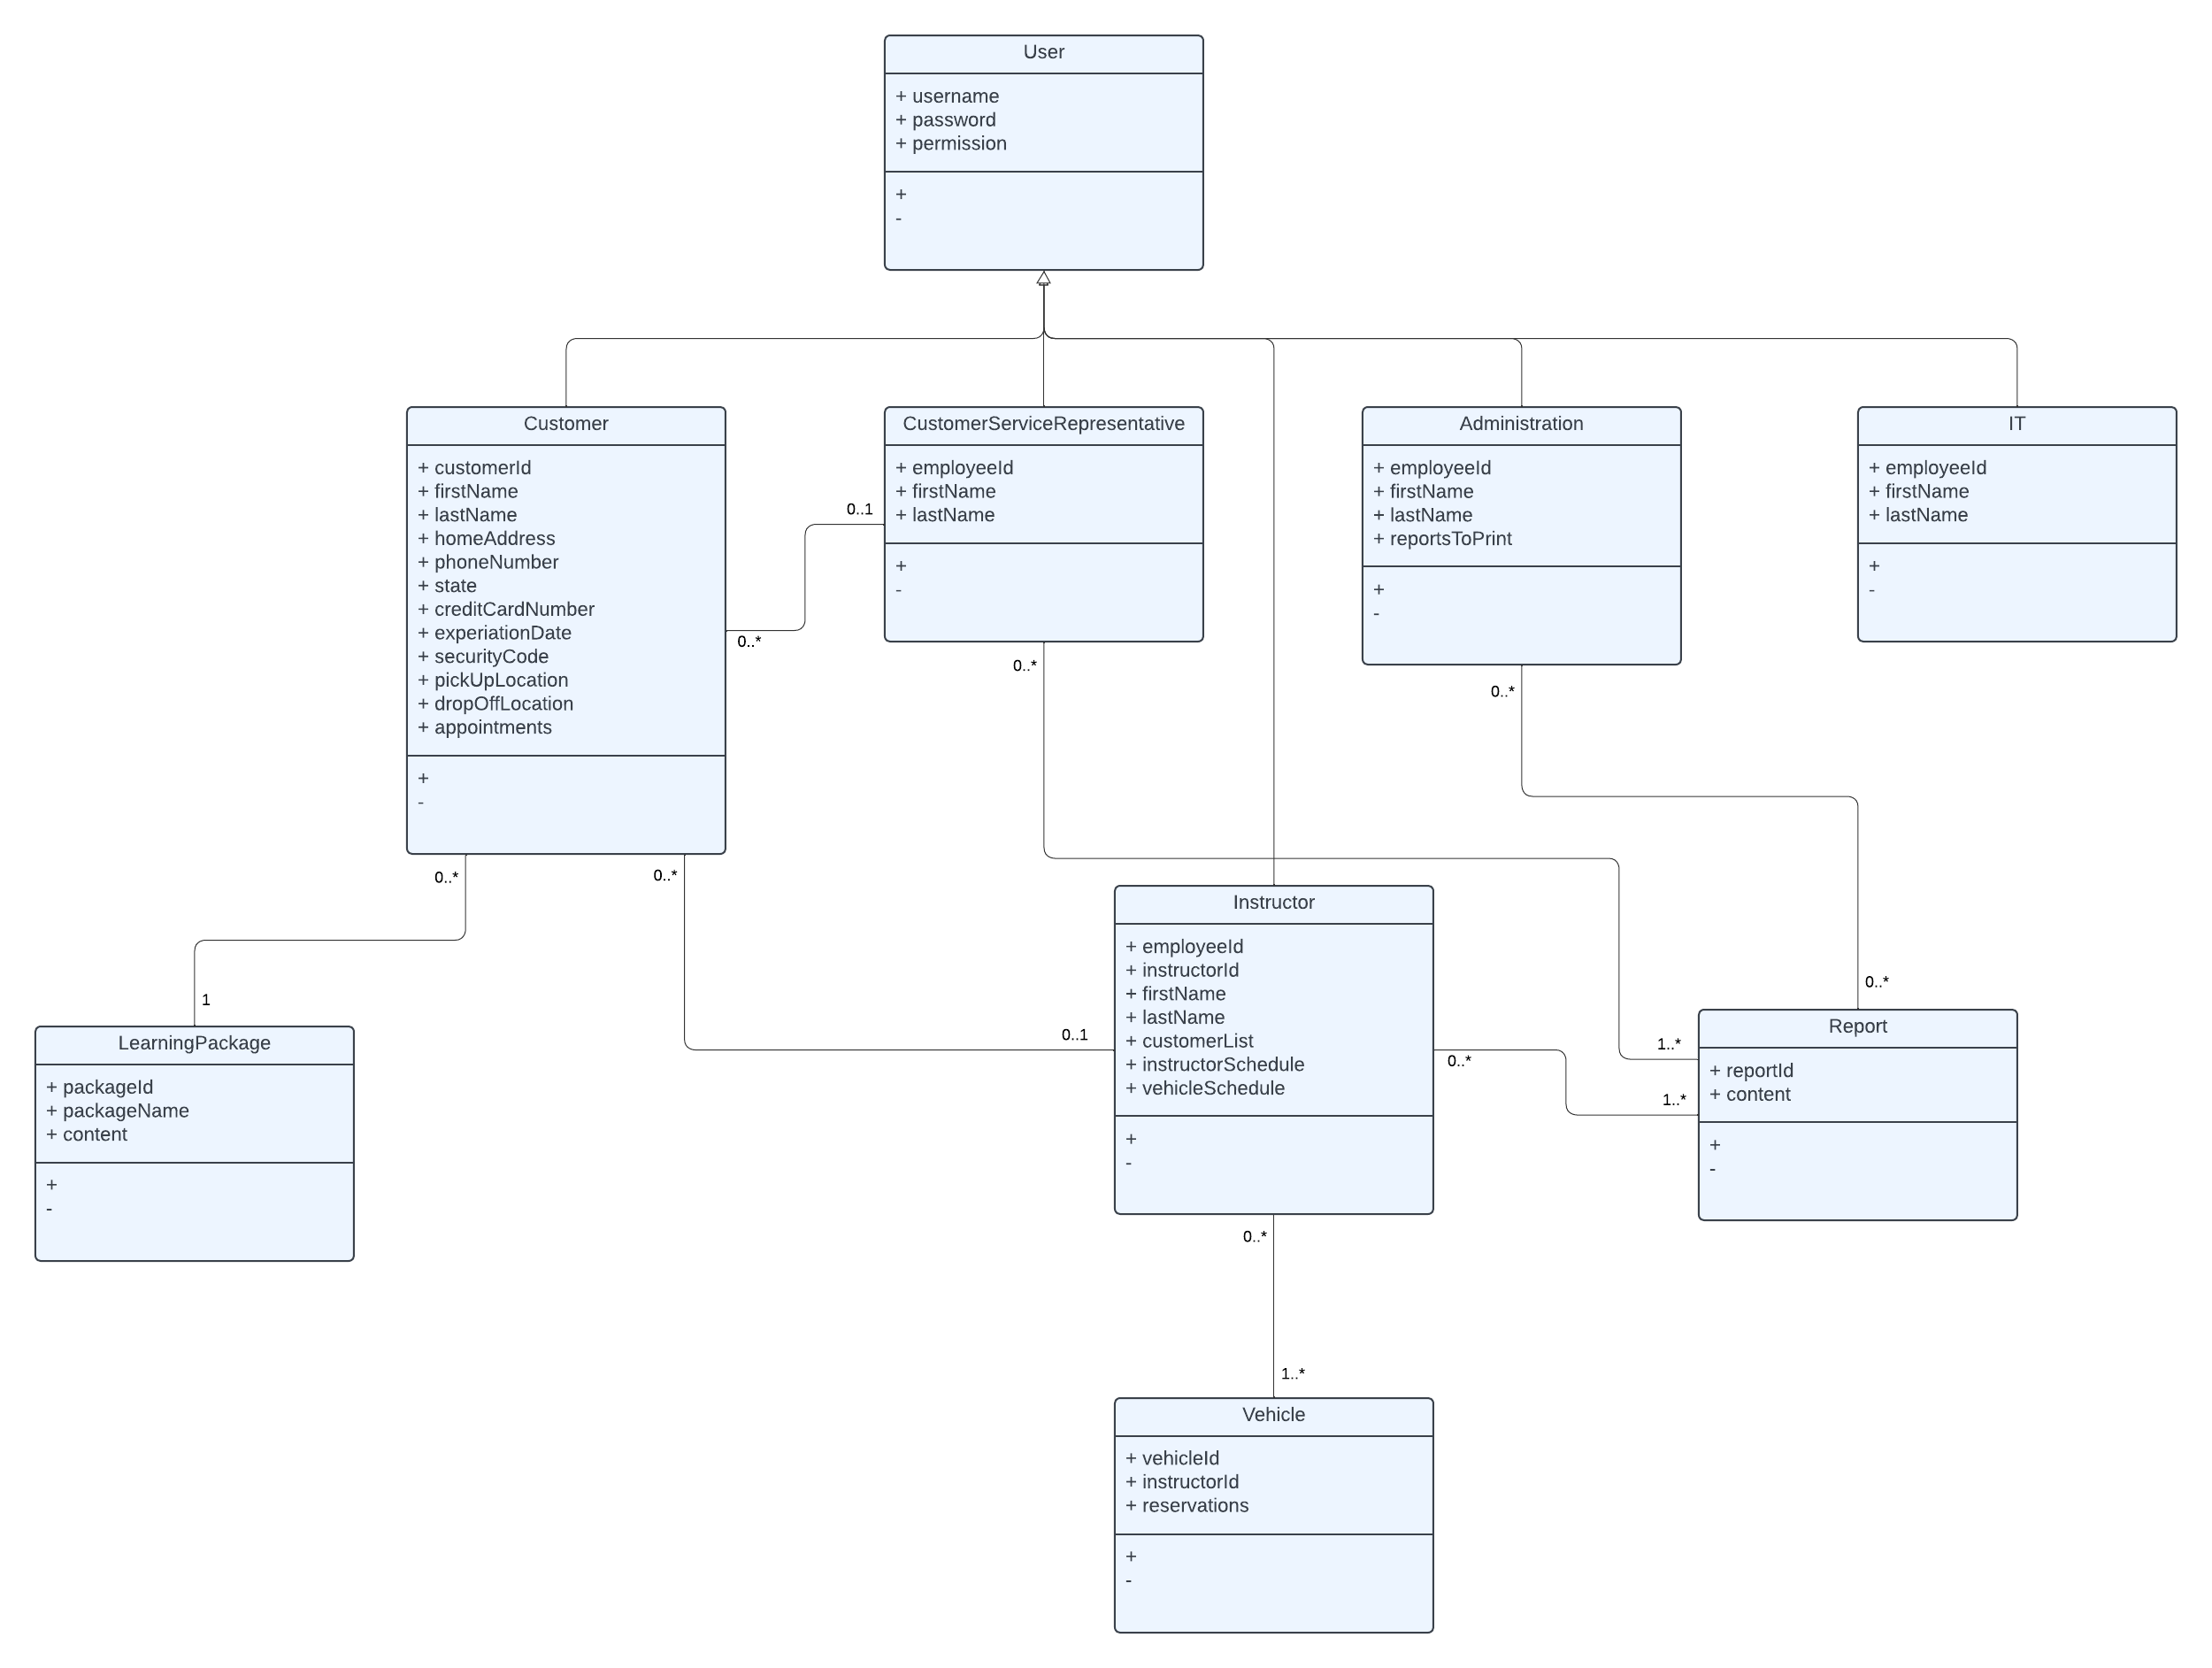 User
+ username
+ password
+ permission
+
-
Customer
+ customerId
+ firstName
+ lastName
+ homeAddress
+ phoneNumber
+ state
+ creditCardNumber
+ experiationDate
+ securityCode
+ pickUpLocation
+ dropOffLocation
+ appointments
+
-
0..*
0..1
CustomerServiceRepresentative
+ employeeId
+ firstName
+ lastName
+
-
0..*
Administration
+ employeeId
+ firstName
+ lastName
+ reportsToPrint
+
-
0..*
IT
+ employeeId
+ firstName
+ lastName
+
-
0..*
0..*
1
LearningPackage
+ packageId
+ packageName
+ content
+
-
0..1
Instructor
+ employeeId
+ instructorId
+ firstName
+ lastName
+ customerList
+ instructorSchedule
+ vehicleSchedule
+
-
0..*
0..*
1..*
1..*
0..*
Report
+ reportId
+ content
+
-
1..*
Vehicle
+ vehicleId
+ instructorId
+ reservations
+
-